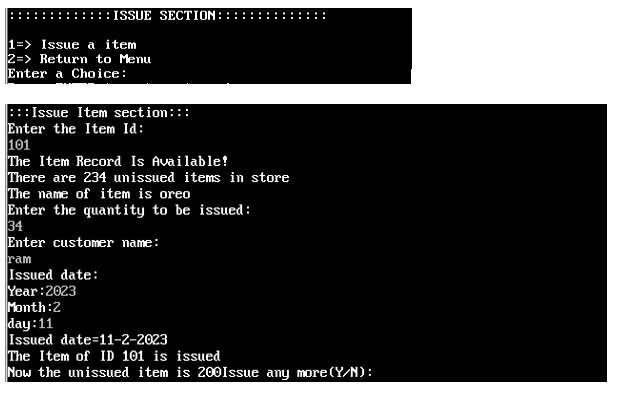 :::::::::::::ISSUE SECTION::::::::::::::
1=> Issue a item
2=> Return to Menu
Enter a Choice:
:::Issue Item section:::
Enter the Item Id:
101
The Item Record Is Available!
There are 234 unissued items in store
The name of item is oreo
Enter the quantity to be issued:
34
Enter customer name:
ram
Issued date:
Year:2023
Month:2
day:11
Issued date=11-2-2023
The Item of ID 101 is issued
Now the unissued item is 200Issue any more(Y/N):